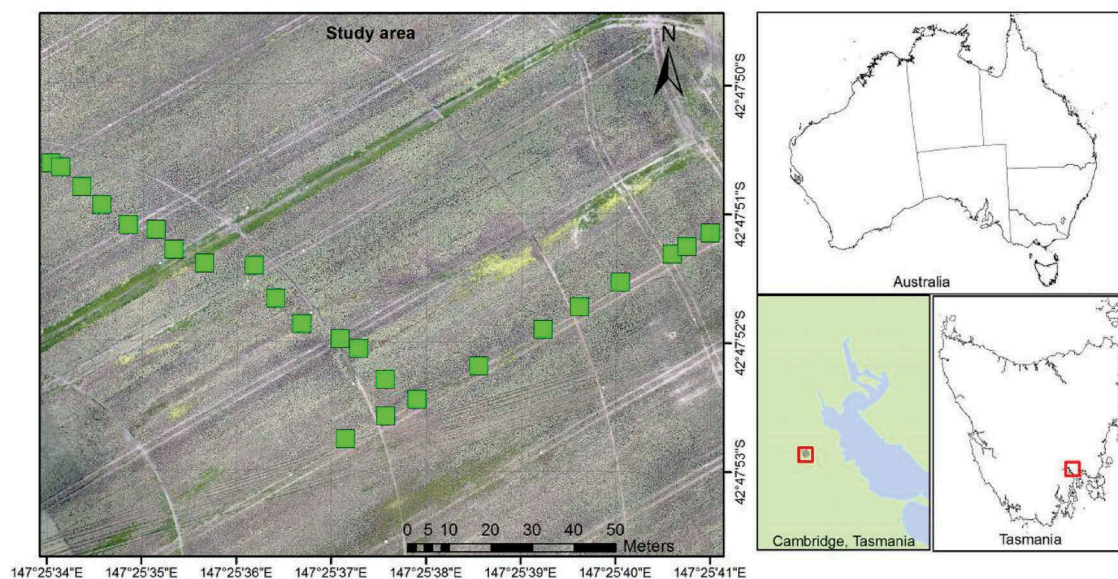 Study area
N
42°47'50"S
42°47'51"S
42°47'52"S
42°47'53"S
0 5 10 20 30 40 50
Meters
147°25'34"E 147°25'35"E 147°25'36"E 147°25'37"E 147°25'38"E 147°25'39"E 147°25'40"E 147°25'41"E
Australia
Cambridge, Tasmania
Tasmania